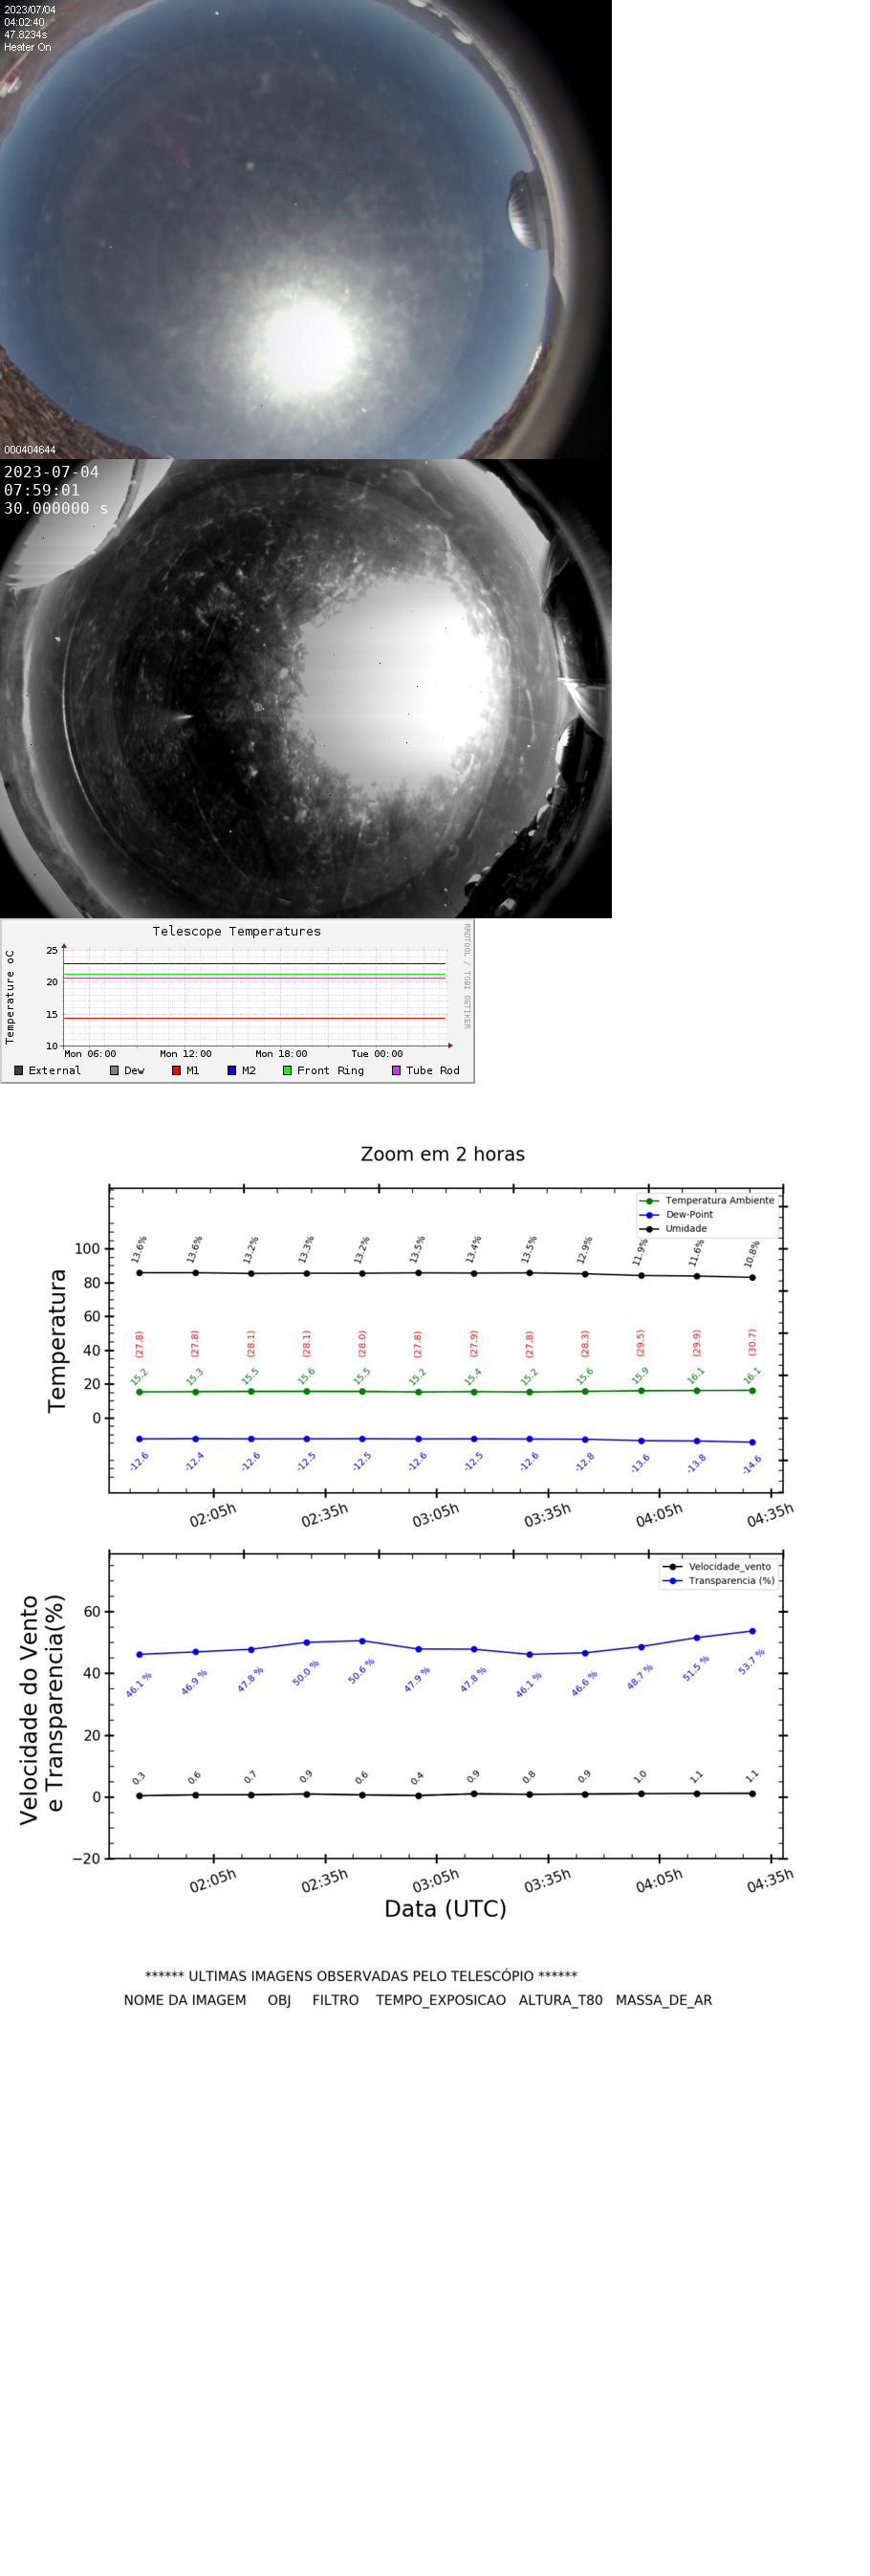 2023/07/04
04:02:40
47.8234s
Heater On
000404644
2023-07-04
07:59:01
30.000000 s
Telescope Temperatures
RRDTOOL / TOBI OETIKER
Temperature oC
25
20
15
10
Mon 06:00 Mon 12:00 Mon 18:00 Tue 00:00
External Dew M1 M2 Front Ring Tube Rod
Zoom em 2 horas
Temperatura Ambiente
Dew-Point
Umidade
Temperatura
100
80
60
40
20
0
13.6% 13.6% 13.2% 13.3% 13.2% 13.5% 13.4% 13.5% 12.9% 11.9% 11.6% 10.8%
(27.8) (27.8) (28.1) (28.1) (28.0) (27.8) (27.9) (27.8) (28.3) (29.5) (29.9) (30.7)
15.2 15.3 15.5 15.6 15.5 15.2 15.4 15.2 15.6 15.9 16.1 16.1
-12.6 -12.4 -12.6 -12.5 -12.5 -12.6 -12.5 -12.6 -12.8 -13.6 -13.8 -14.6
02:05h 02:35h 03:05h 03:35h 04:05h 04:35h
Velocidade_vento
Transparencia (%)
Velocidade do Vento
e Transparencia(%)
60
40
20
0
−20
46.1 % 46.9 % 47.8 % 50.0 % 50.6 % 47.9 % 47.8 % 46.1 % 46.6 % 48.7 % 51.5 % 53.7 %
0.3 0.6 0.7 0.9 0.6 0.4 0.9 0.8 0.9 1.0 1.1 1.1
02:05h 02:35h 03:05h 03:35h 04:05h 04:35h
Data (UTC)
****** ULTIMAS IMAGENS OBSERVADAS PELO TELESCÓPIO ******
NOME DA IMAGEM OBJ FILTRO TEMPO_EXPOSICAO ALTURA_T80 MASSA_DE_AR